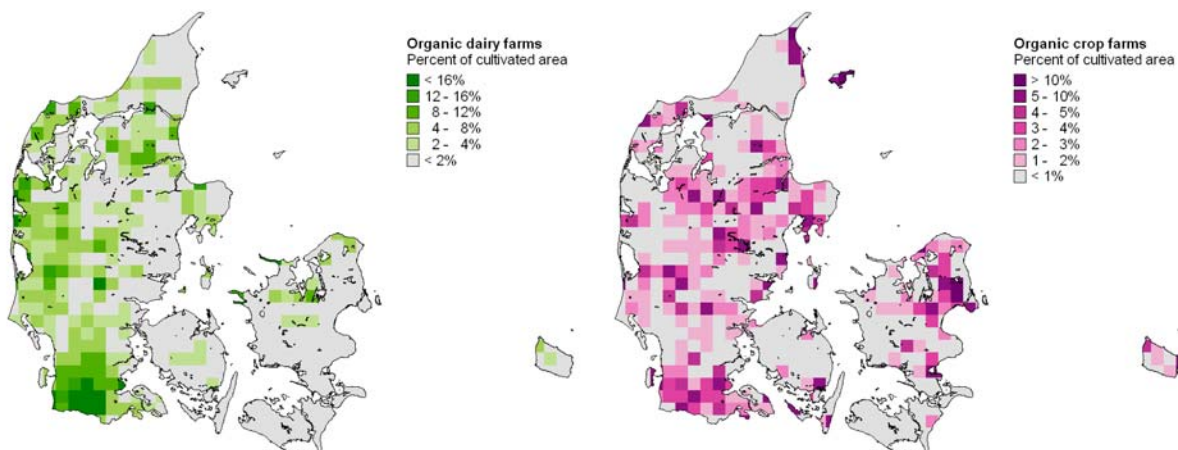 Organic dairy farms
Percent of cultivated area
< 16%
12 - 16%
8 - 12%
4 - 8%
2 - 4%
< 2%
Organic crop farms
Percent of cultivated area
> 10%
5 - 10%
4 - 5%
3 - 4%
2 - 3%
1 - 2%
< 1%